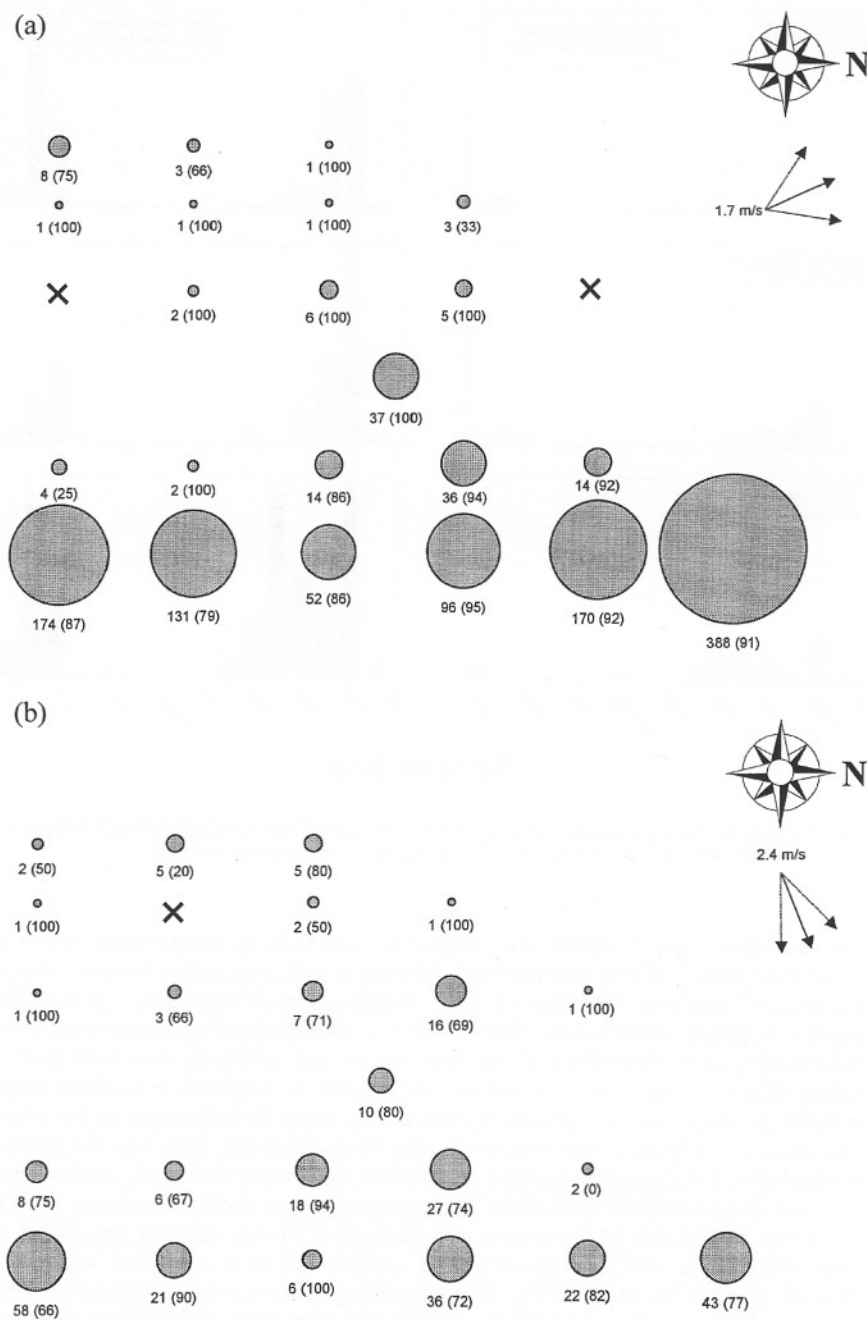 (a)
N
8 (75) 3 (66) 1 (100)
1.7 m/s
1 (100) 1 (100) 1 (100) 3 (33)
2 (100) 6 (100) 5 (100)
37 (100)
4 (25) 2 (100) 14 (86) 36 (94) 14 (92)
174 (87) 131 (79) 52 (86) 96 (95) 170 (92) 388 (91)
(b)
N
2.4 m/s
2 (50) 5 (20) 5 (80)
1 (100) 2 (50) 1 (100)
1 (100) 3 (66) 7 (71) 16 (69) 1 (100)
10 (80)
8 (75) 6 (67) 18 (94) 27 (74) 2 (0)
58 (66) 21 (90) 6 (100) 36 (72) 22 (82) 43 (77)